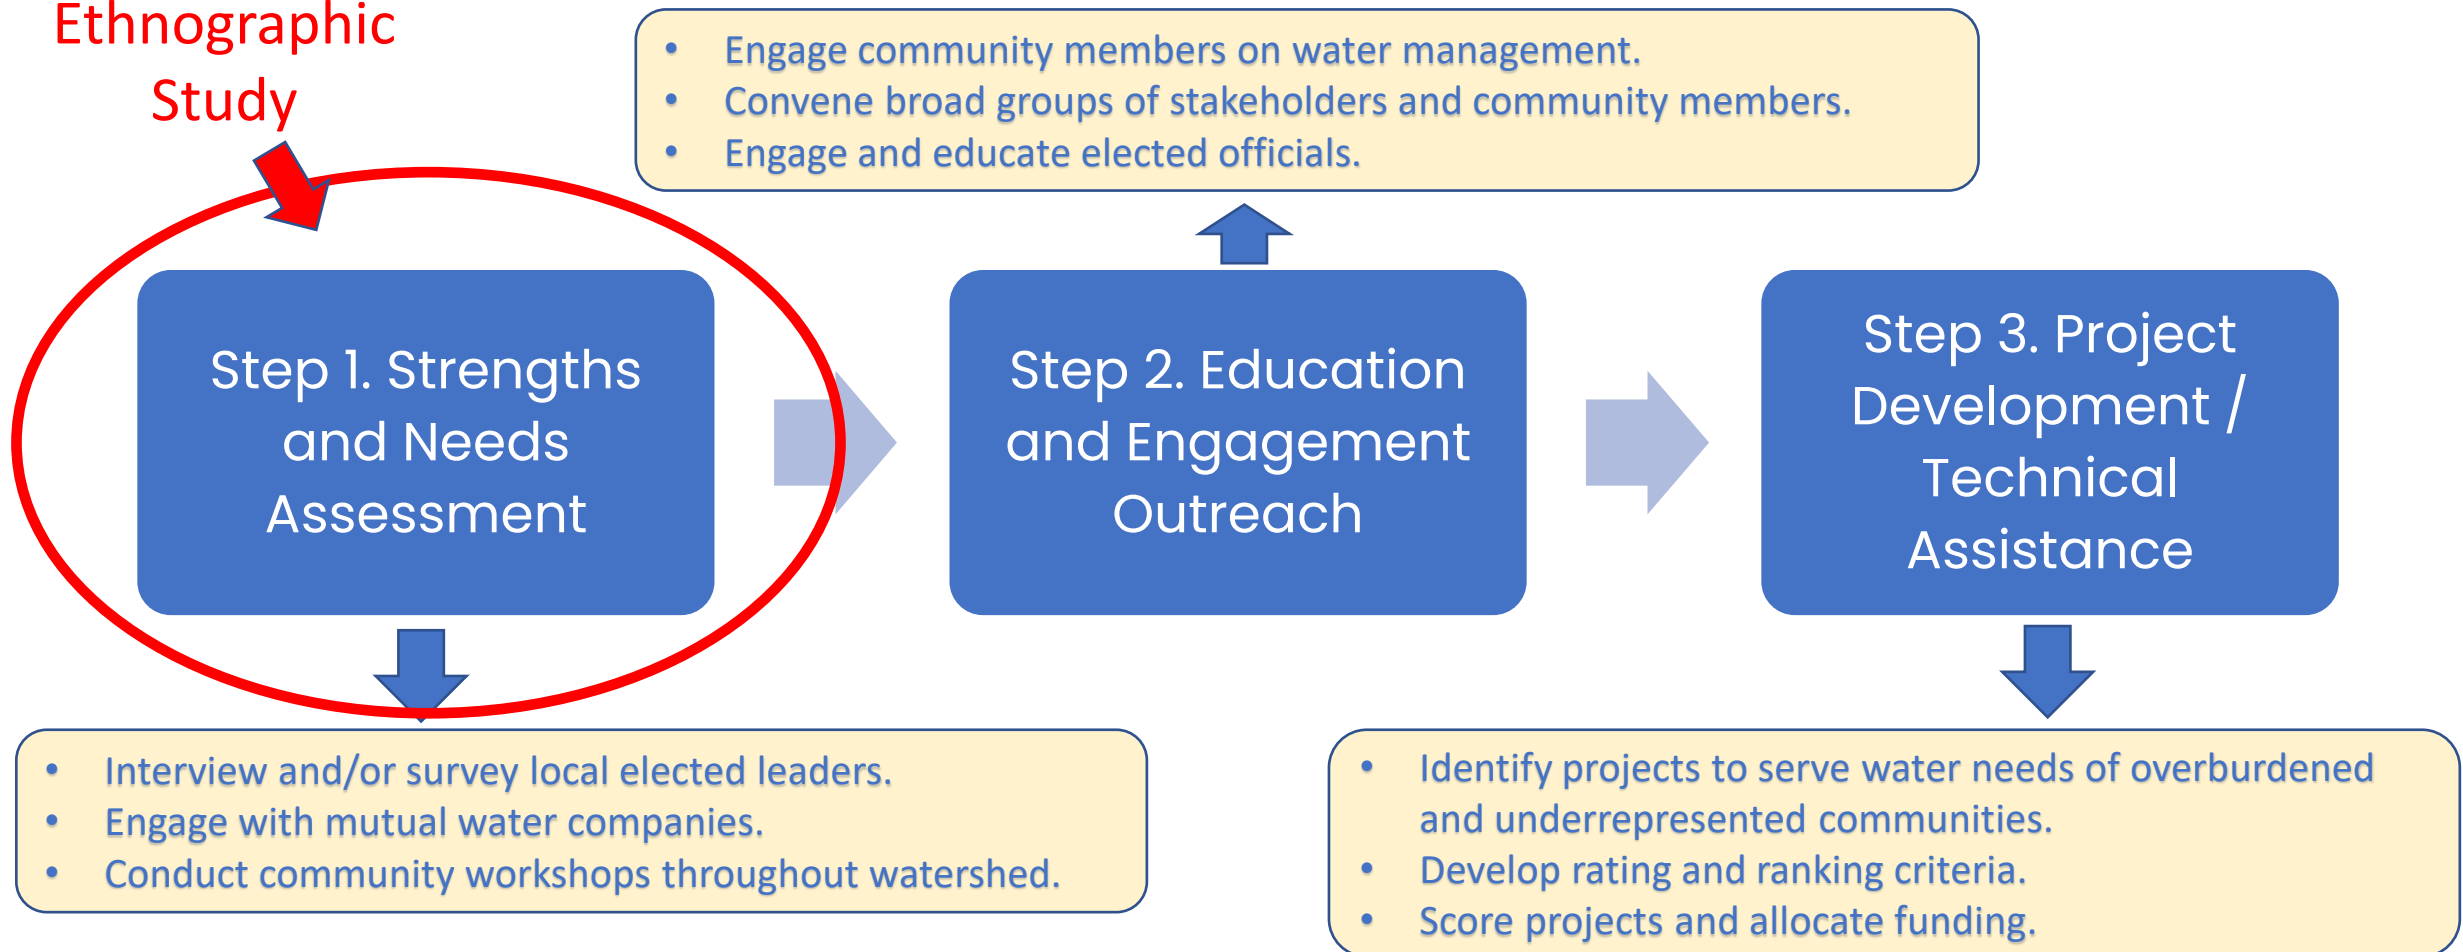 Ethnographic
Study
• Engage community members on water management.
• Convene broad groups of stakeholders and community members.
• Engage and educate elected officials.
Step 1. Strengths
and Needs
Assessment
Step 2. Education
and Engagement
Outreach
Step 3. Project
Development /
Technical
Assistance
• Interview and/or survey local elected leaders.
• Engage with mutual water companies.
• Conduct community workshops throughout watershed.
• Identify projects to serve water needs of overburdened
and underrepresented communities.
• Develop rating and ranking criteria.
• Score projects and allocate funding.